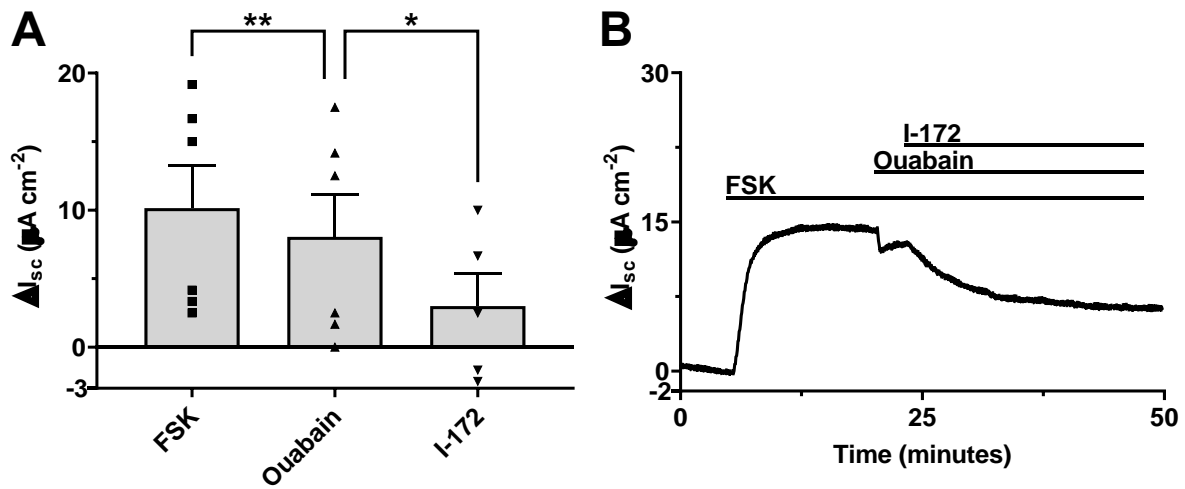 A
** *
ΔIsc (μA cm-2)
20
10
0
-3
FSK
Ouabain
I-172
B
ΔIsc (μA cm-2)
30
15
0
-2
I-172
Ouabain
FSK
0 25 50
Time (minutes)